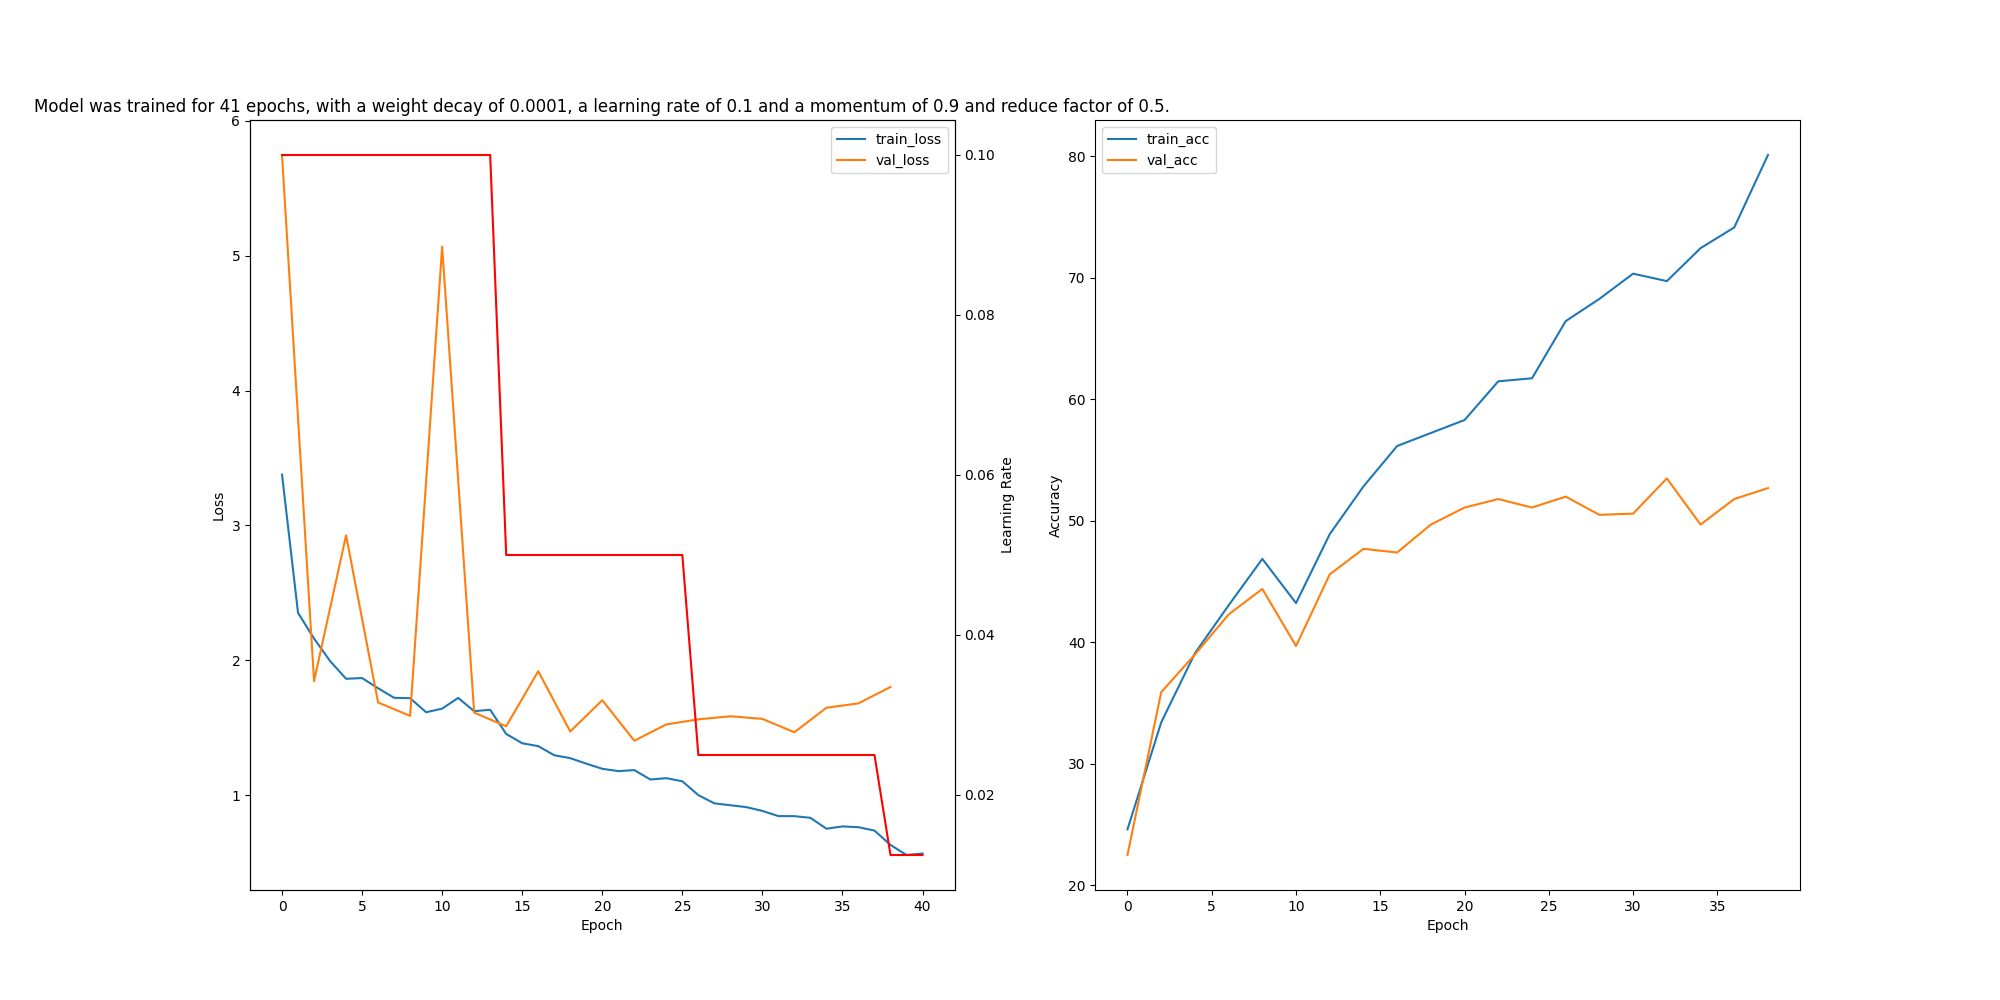 Model was trained for 41 epochs, with a weight decay of 0.0001, a learning rate of 0.1 and a momentum of 0.9 and reduce factor of 0.5.
6
5
4
3
2
1
Loss
0 5 10 15 20 25 30 35 40
Epoch
train_loss
val_loss
0.10
0.08
0.06
0.04
0.02
Learning Rate
80
70
60
50
40
30
20
Accuracy
train_acc
val_acc
0 5 10 15 20 25 30 35
Epoch